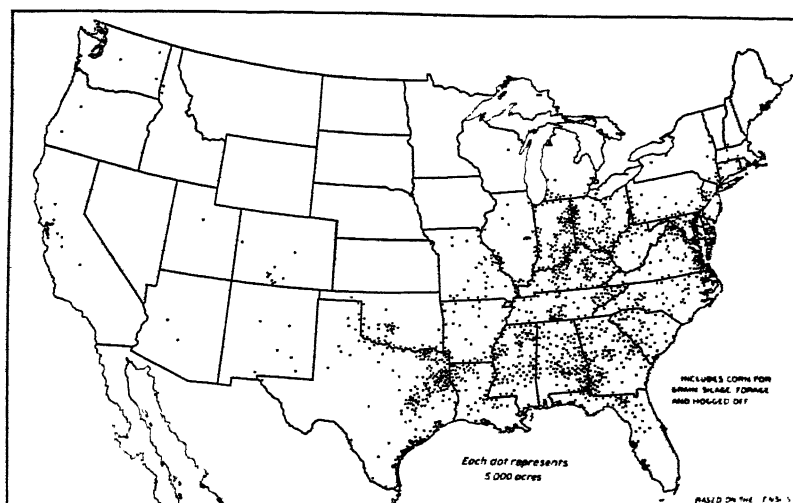 INCLUDES CORN FOR
GRAIN SILAGE FORAGE
AND HOGGED OFF
Each dot represents
5,000 acres
BASED ON THE